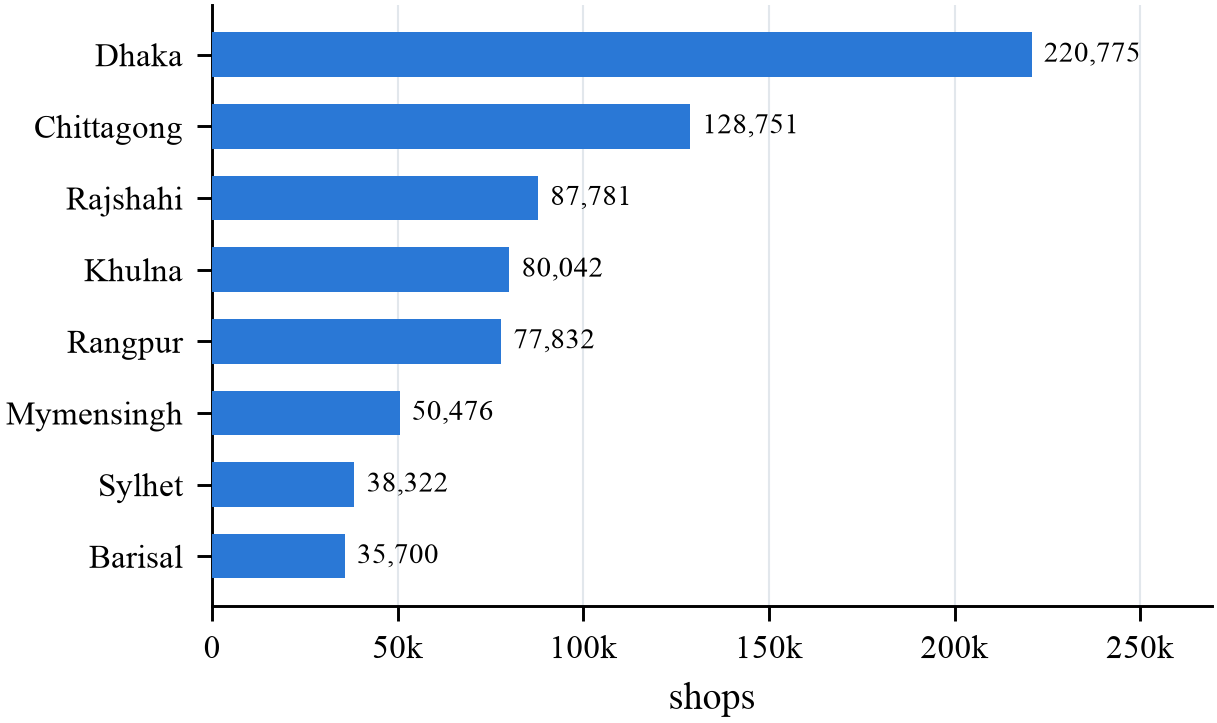 Dhaka 220,775
Chittagong 128,751
Rajshahi 87,781
Khulna 80,042
Rangpur 77,832
Mymensingh 50,476
Sylhet 38,322
Barisal 35,700
0 50k 100k 150k 200k 250k
shops